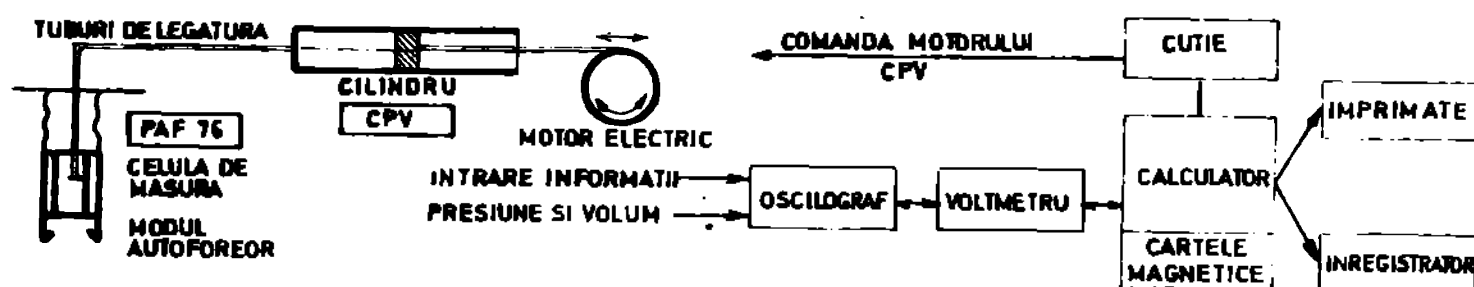 TUBURI DE LEGATURA
CILINDRU
CPV
PAF 76
CELULA DE
MASURA
MODUL
AUTOFOREOR
MOTOR ELECTRIC
COMANDA MOTORULUI
CPV
CUTIE
INTRARE INFORMATII
PRESIUNE SI VOLUM
OSCILOGRAF
VOLTMETRU
CALCULATOR
CARTELE
MAGNETICE
IMPRIMATE
INREGISTRATOR